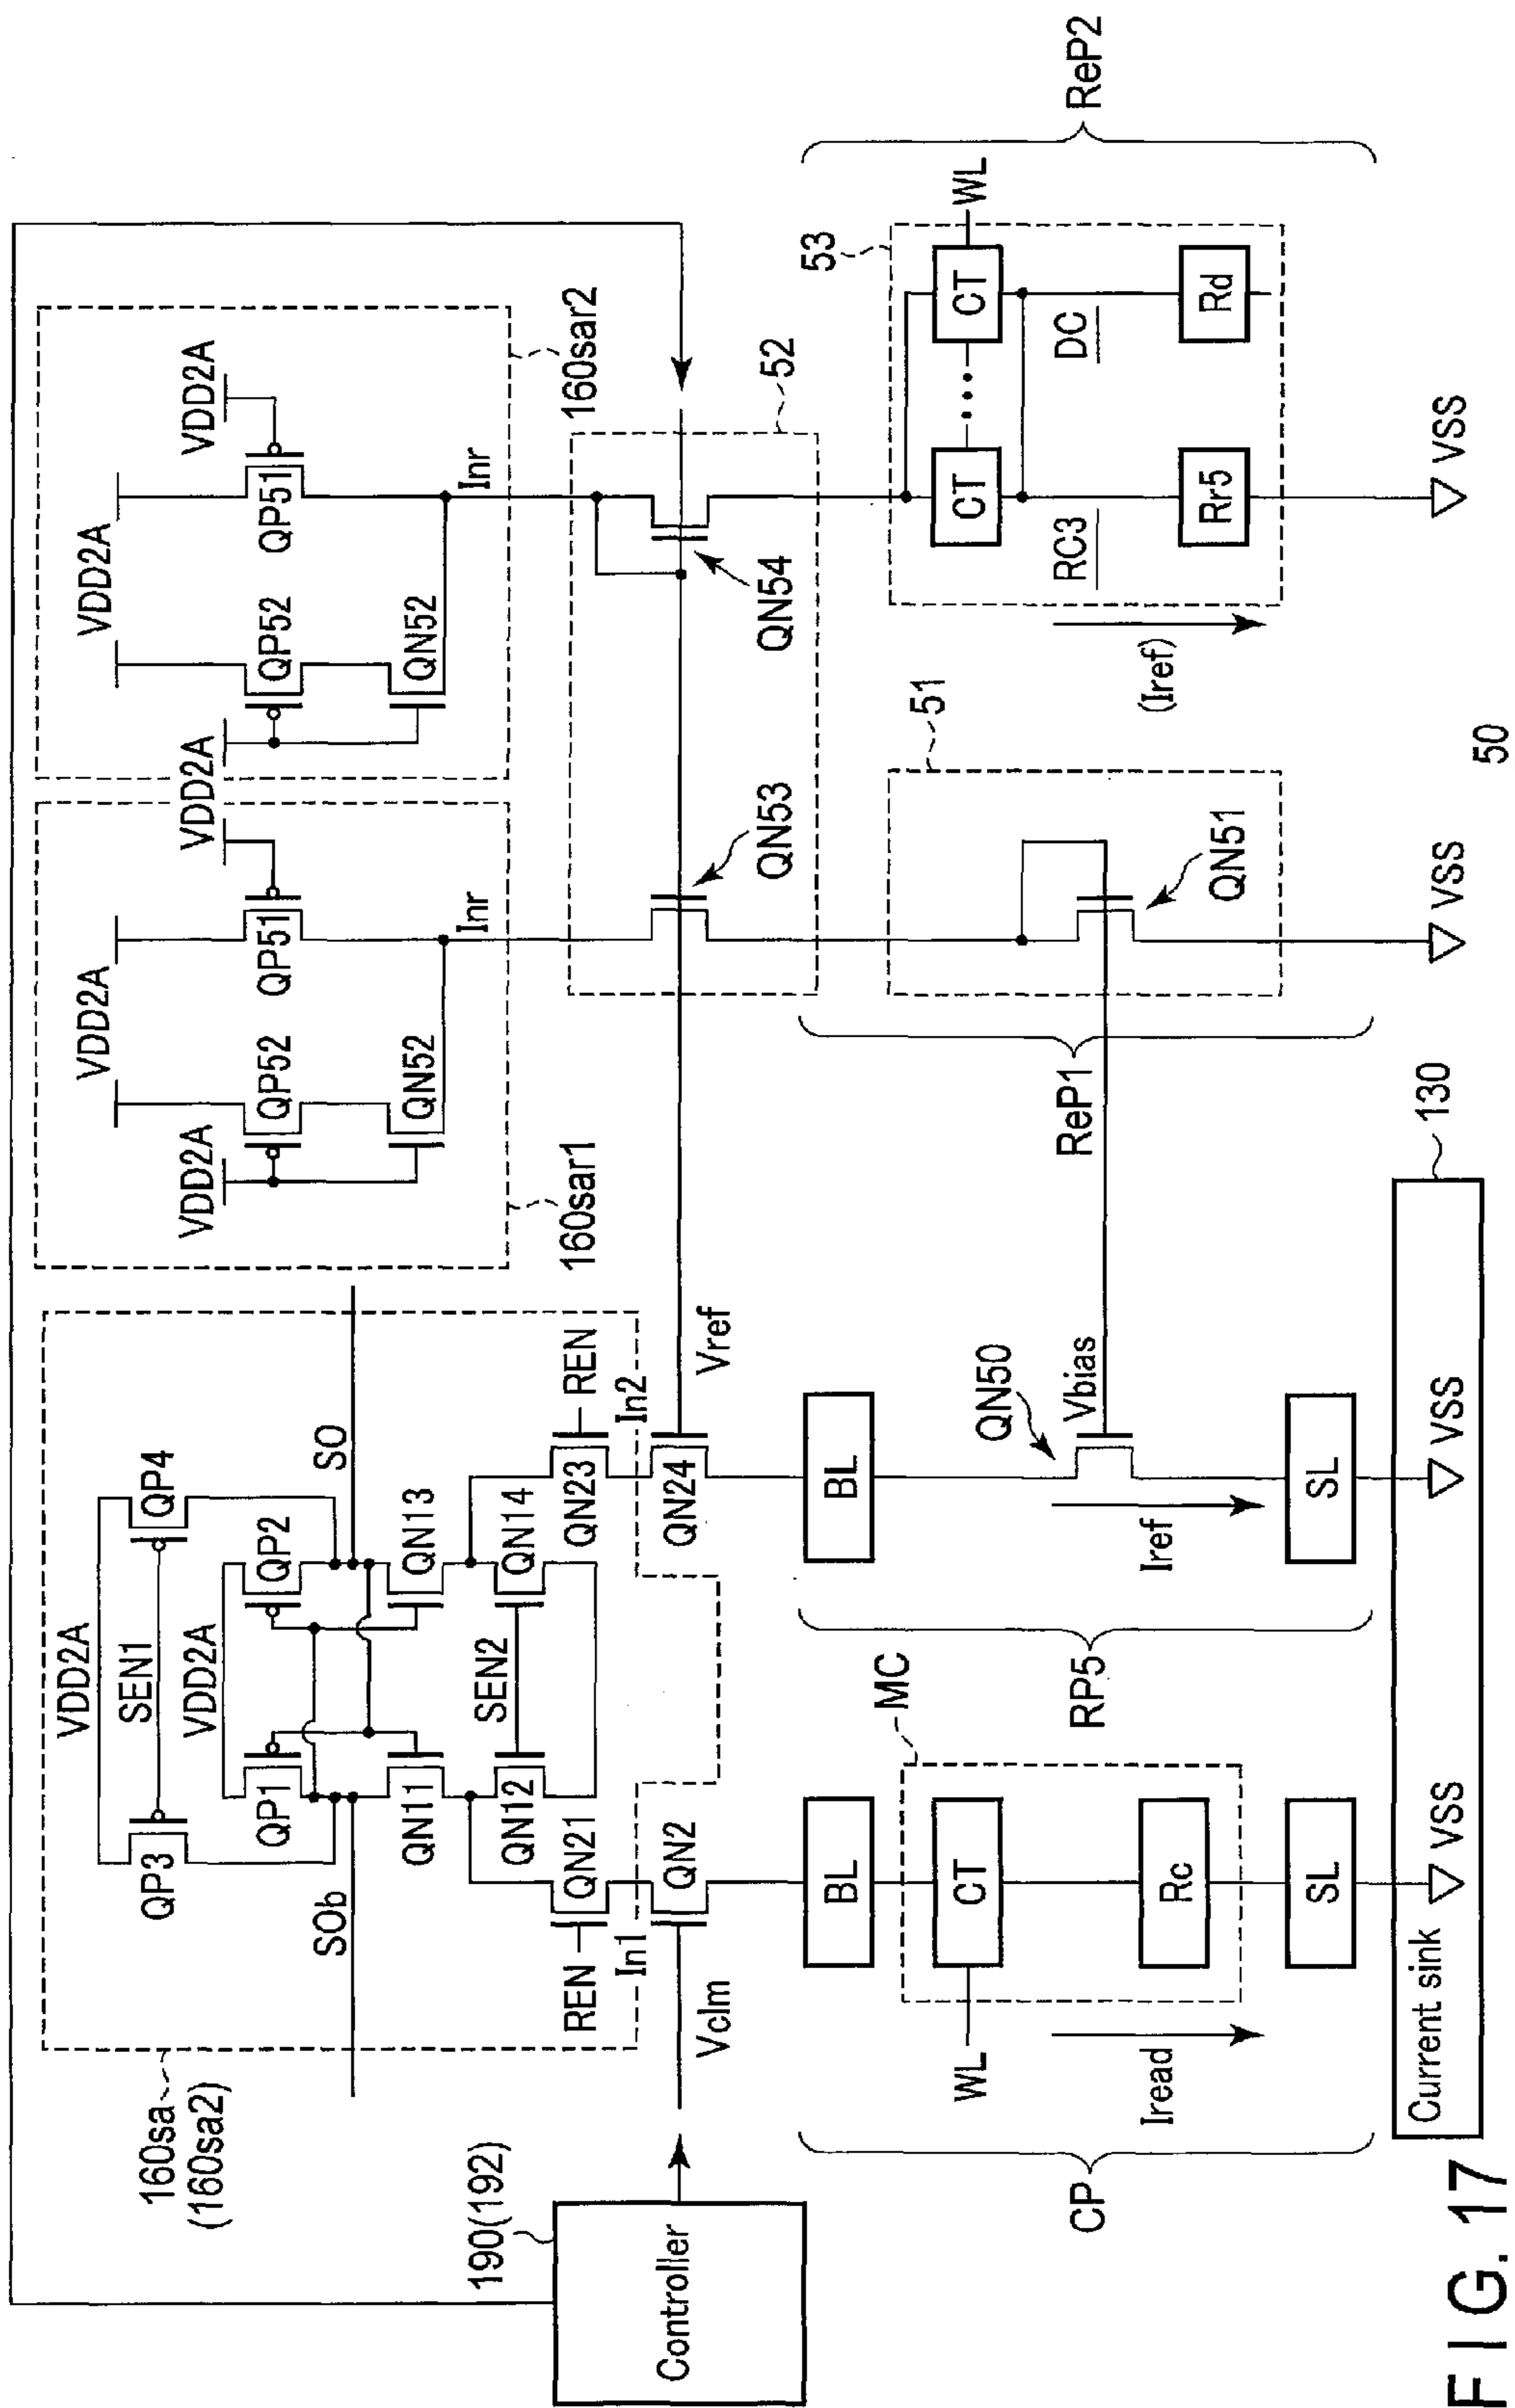 190(192)
Controller
160sa
(160sa2)
VDD2A
SEN1
QP3
QP4
VDD2A
QP1
QP2
SOb
SO
QN11
QN13
QN12
QN14
SEN2
REN
QN21
QN23
REN
In1
In2
Vclm
QN2
QN24
Vref
CP
BL
BL
MC
WL
CT
Rc
Iread
SL
RP5
QN50
Vbias
Iref
SL
Current sink
VSS
VSS
130
160sar1
VDD2A
VDD2A
QP52
QP51
VDD2A
QN52
Inr
160sar2
VDD2A
VDD2A
QP52
QP51
QN52
Inr
52
QN53
QN54
51
ReP1
QN51
VSS
53
ReP2
CT
CT
WL
RC3
DC
(Iref)
Rr5
Rd
VSS
50
FIG. 17